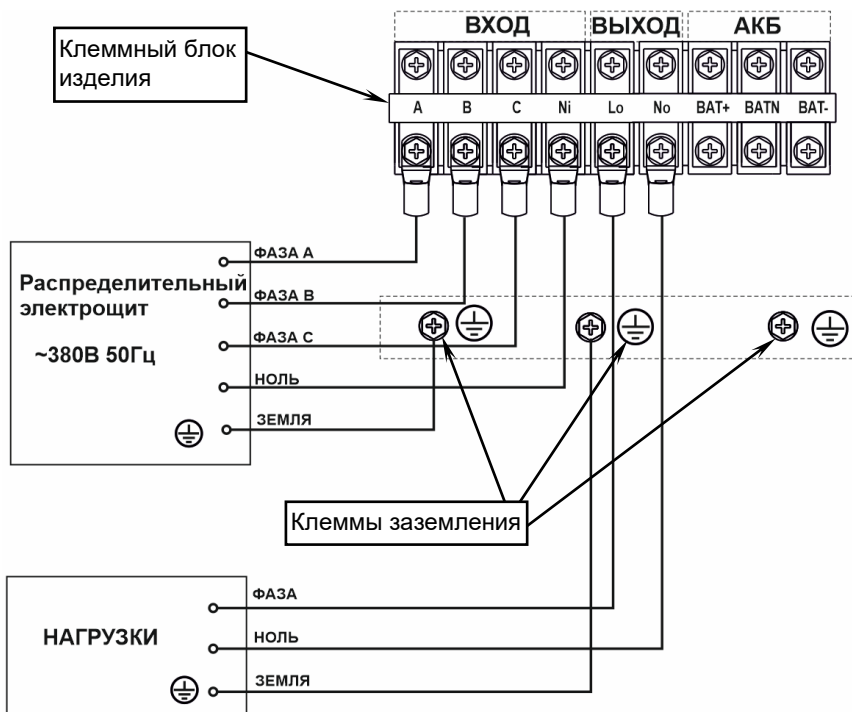 ВХОД ВЫХОД АКБ
Клеммный блок
изделия
A B C Ni Lo No BAT+ BATN BAT-
ФАЗА А
Распределительный
электрощит
ФАЗА В
ФАЗА С
~380В 50Гц
НОЛЬ
ЗЕМЛЯ
Клеммы заземления
ФАЗА
НАГРУЗКИ
НОЛЬ
ЗЕМЛЯ